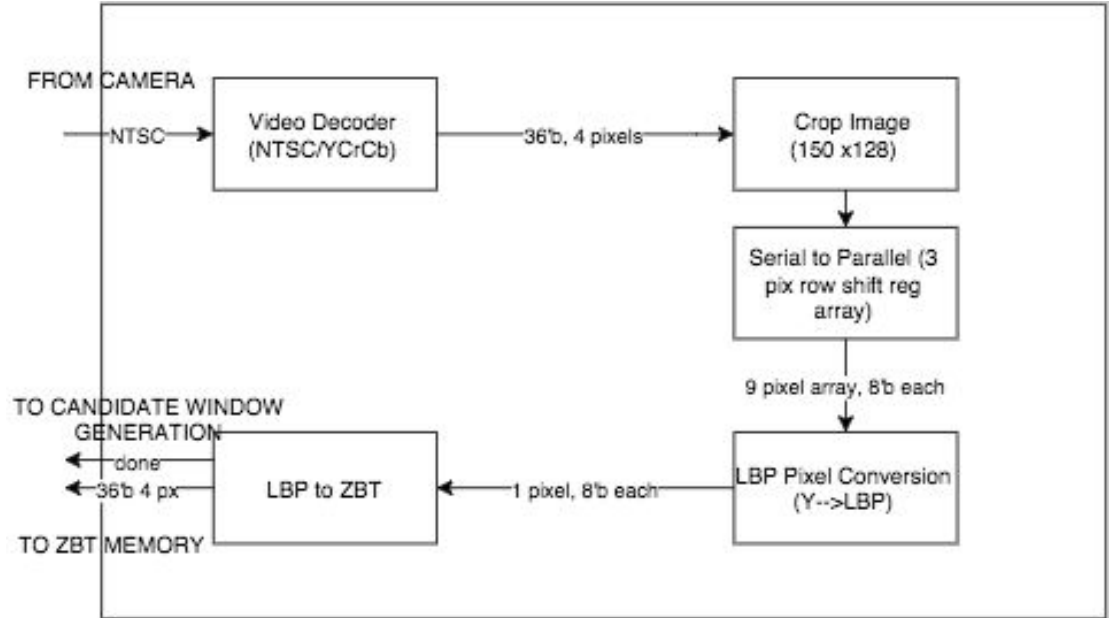 FROM CAMERA
NTSC
Video Decoder
(NTSC/YCrCb)
36'b, 4 pixels
Crop Image
(150 x128)
Serial to Parallel (3
pix row shift reg
array)
9 pixel array, 8'b each
LBP Pixel Conversion
(Y-->LBP)
1 pixel, 8'b each
LBP to ZBT
TO CANDIDATE WINDOW
GENERATION
done
36'b 4 px
TO ZBT MEMORY